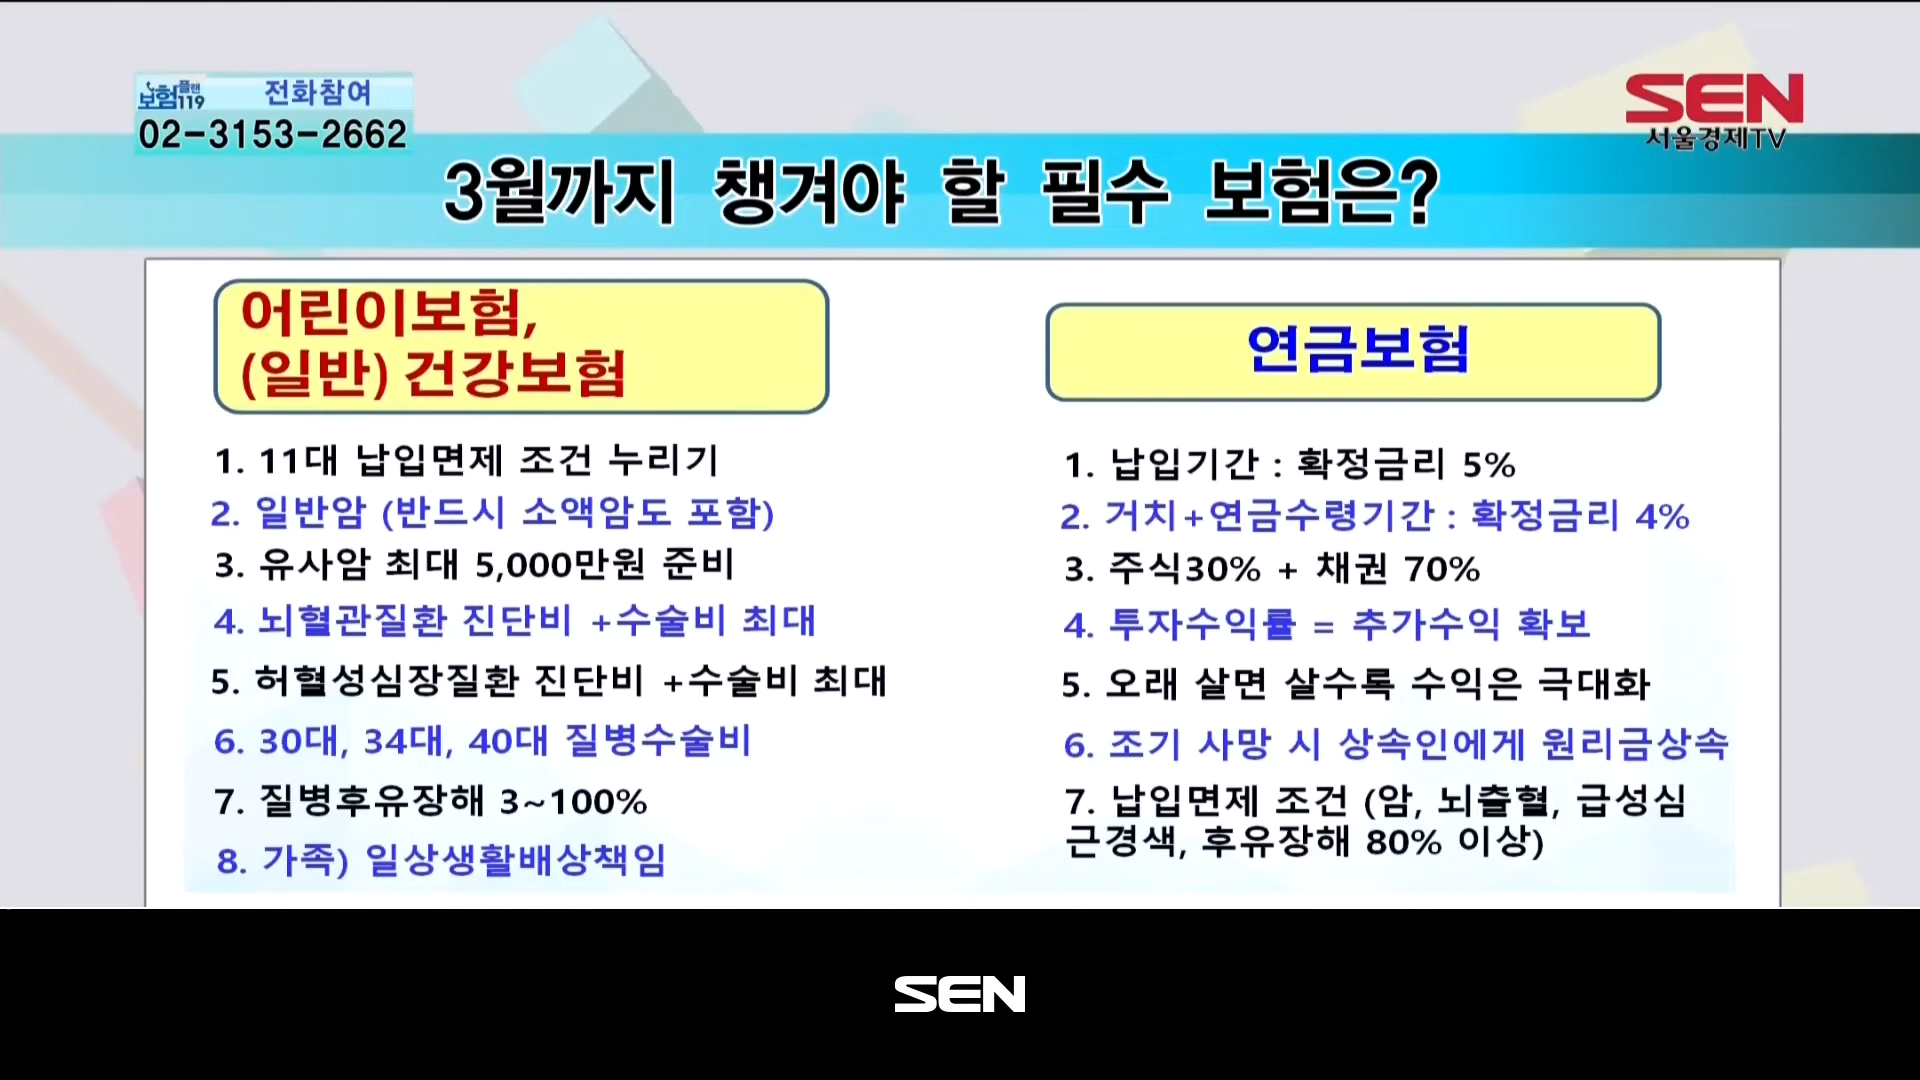 보험플랜119
전화참여
02-3153-2662
SEN
서울경제TV
3월까지 챙겨야 할 필수 보험은?
어린이보험,
(일반) 건강보험
1. 11대 납입면제 조건 누리기
2. 일반암 (반드시 소액암도 포함)
3. 유사암 최대 5,000만원 준비
4. 뇌혈관질환 진단비 +수술비 최대
5. 허혈성심장질환 진단비 +수술비 최대
6. 30대, 34대, 40대 질병수술비
7. 질병후유장해 3~100%
8. 가족) 일상생활배상책임
연금보험
1. 납입기간 : 확정금리 5%
2. 거치+연금수령기간 : 확정금리 4%
3. 주식30% + 채권 70%
4. 투자수익률 = 추가수익 확보
5. 오래 살면 살수록 수익은 극대화
6. 조기 사망 시 상속인에게 원리금상속
7. 납입면제 조건 (암, 뇌출혈, 급성심
근경색, 후유장해 80% 이상)
SEN